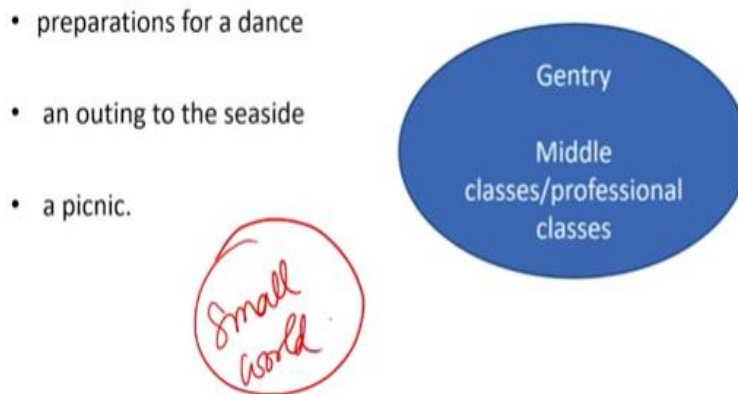 • preparations for a dance
• an outing to the seaside
• a picnic.
Gentry
Middle
classes/professional
classes
Small
world